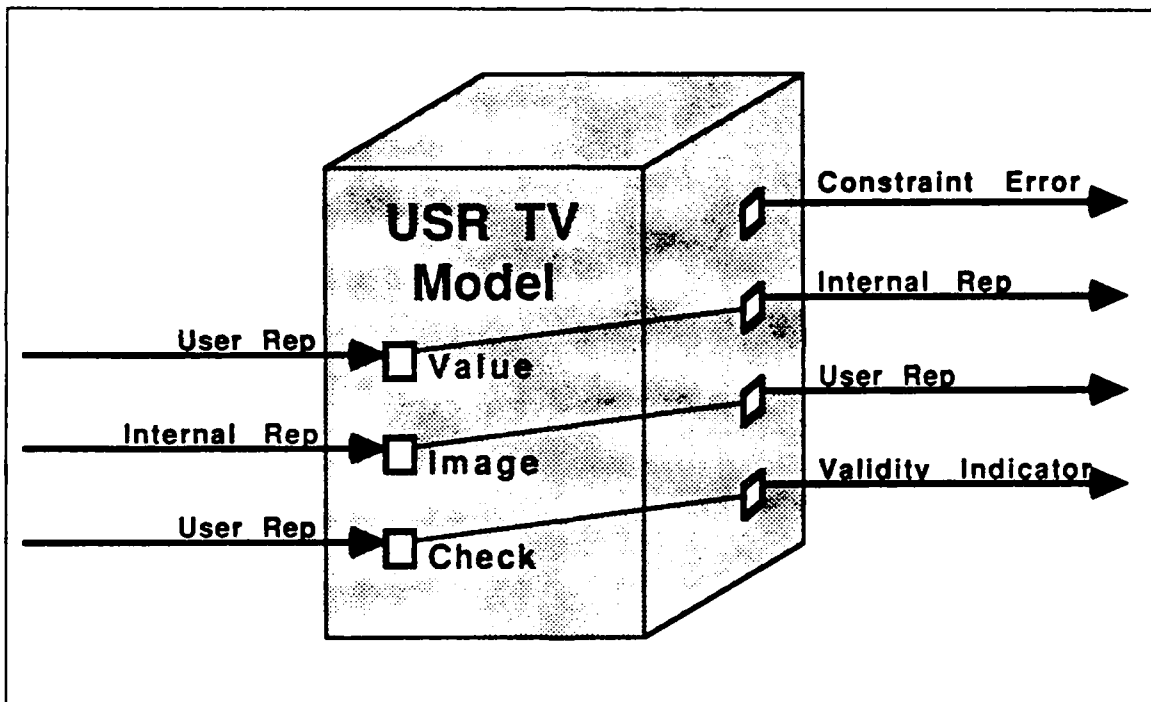 USR TV
Model
User Rep
Value
Internal Rep
Image
User Rep
Check
Constraint Error
Internal Rep
User Rep
Validity Indicator